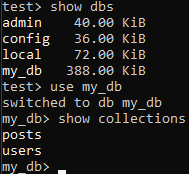 test> show dbs
admin    40.00 KiB
config   36.00 KiB
local    72.00 KiB
my_db   388.00 KiB
test> use my_db
switched to db my_db
my_db> show collections
posts
users
my_db>